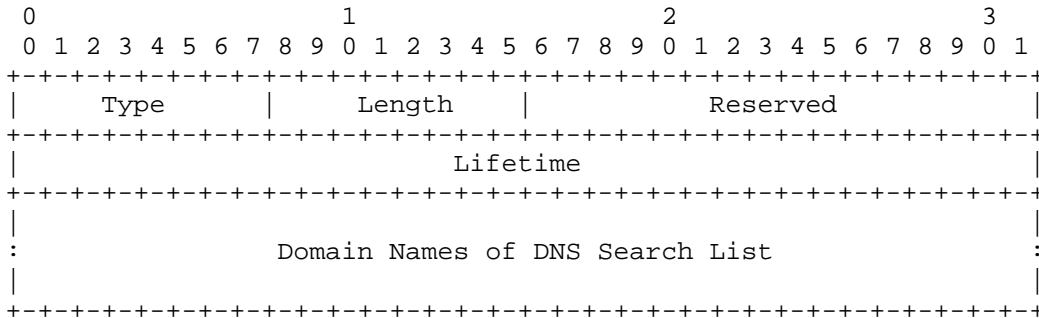 0                   1                   2                   3
 0 1 2 3 4 5 6 7 8 9 0 1 2 3 4 5 6 7 8 9 0 1 2 3 4 5 6 7 8 9 0 1
+-+-+-+-+-+-+-+-+-+-+-+-+-+-+-+-+-+-+-+-+-+-+-+-+-+-+-+-+-+-+-+-+
|     Type      |     Length    |           Reserved            |
+-+-+-+-+-+-+-+-+-+-+-+-+-+-+-+-+-+-+-+-+-+-+-+-+-+-+-+-+-+-+-+-+
|                           Lifetime                            |
+-+-+-+-+-+-+-+-+-+-+-+-+-+-+-+-+-+-+-+-+-+-+-+-+-+-+-+-+-+-+-+-+
|                                                               |
:                Domain Names of DNS Search List                :
|                                                               |
+-+-+-+-+-+-+-+-+-+-+-+-+-+-+-+-+-+-+-+-+-+-+-+-+-+-+-+-+-+-+-+-+